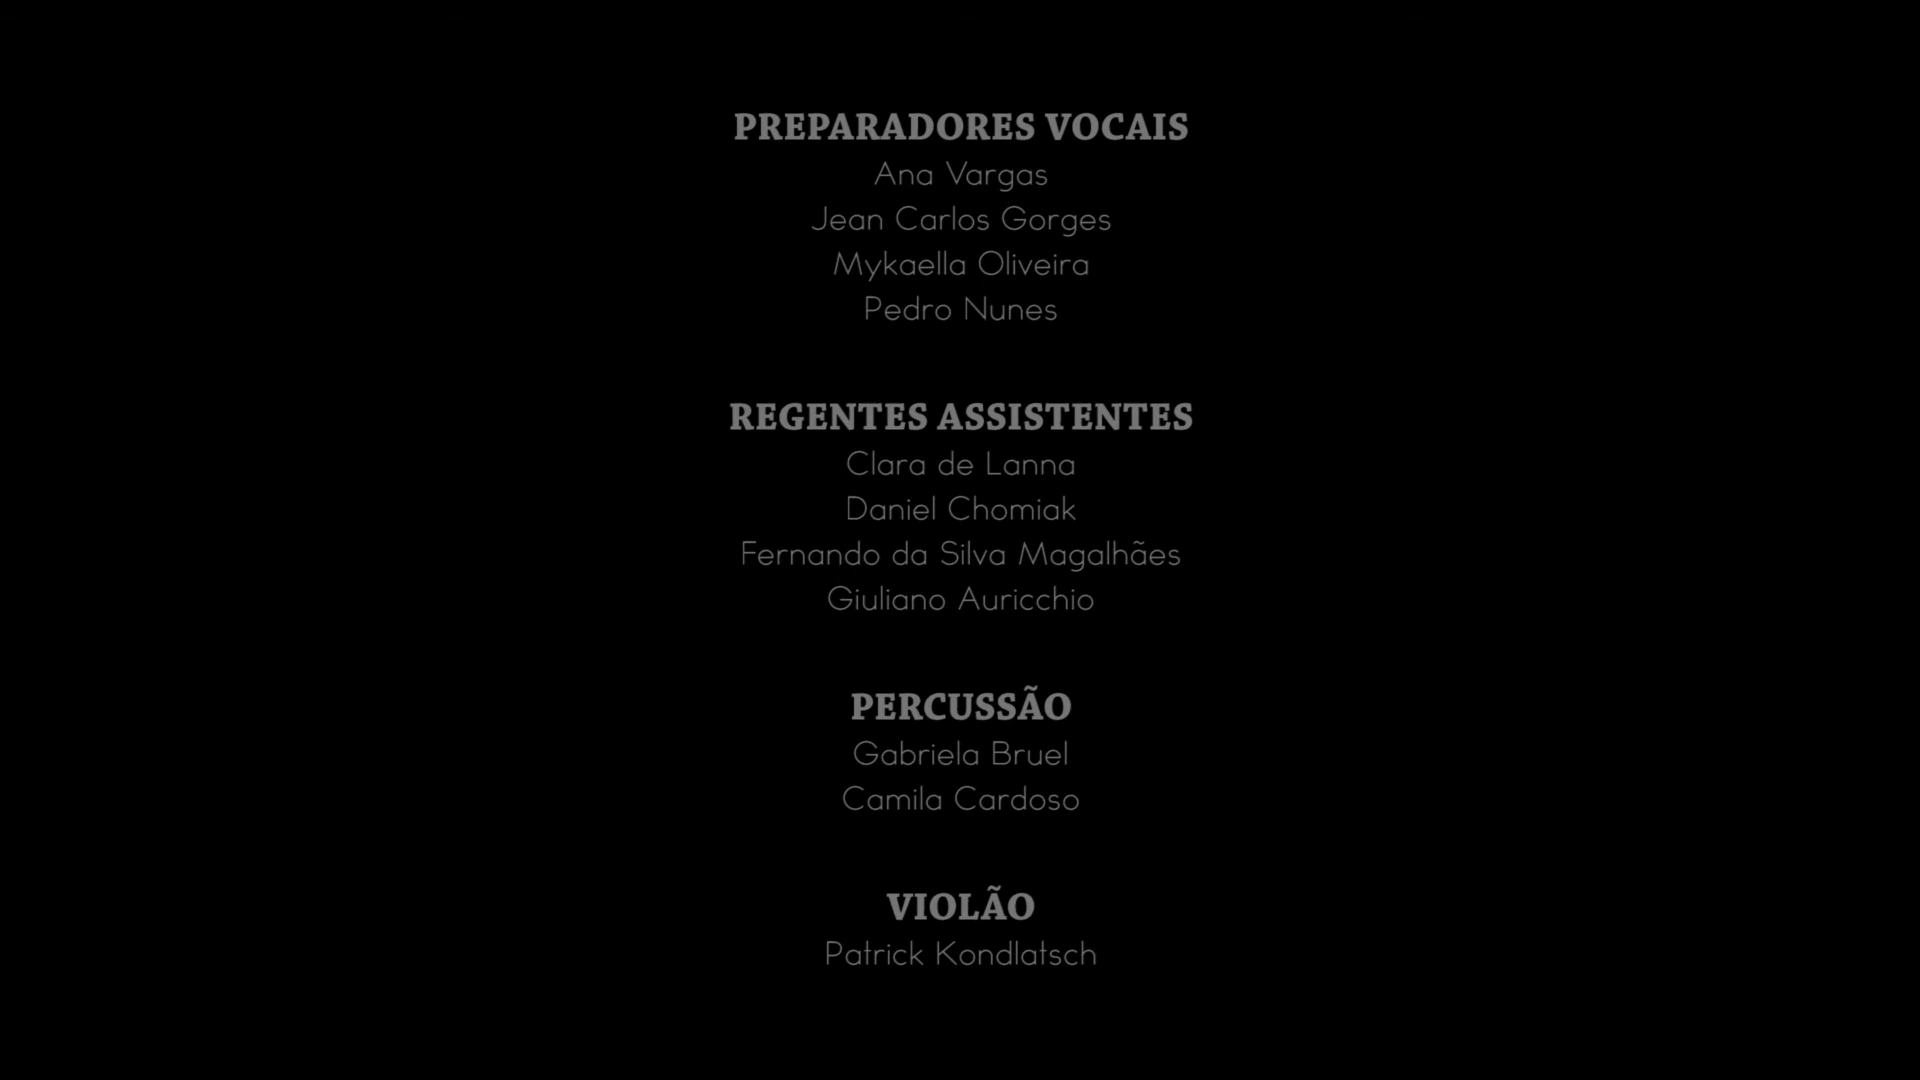 PREPARADORES VOCAIS
Ana Vargas
Jean Carlos Gorges
Mykaella Oliveira
Pedro Nunes
REGENTES ASSISTENTES
Clara de Lanna
Daniel Chomiak
Fernando da Silva Magalhães
Giuliano Auricchio
PERCUSSÃO
Gabriela Bruel
Camila Cardoso
VIOLÃO
Patrick Kondlatsch